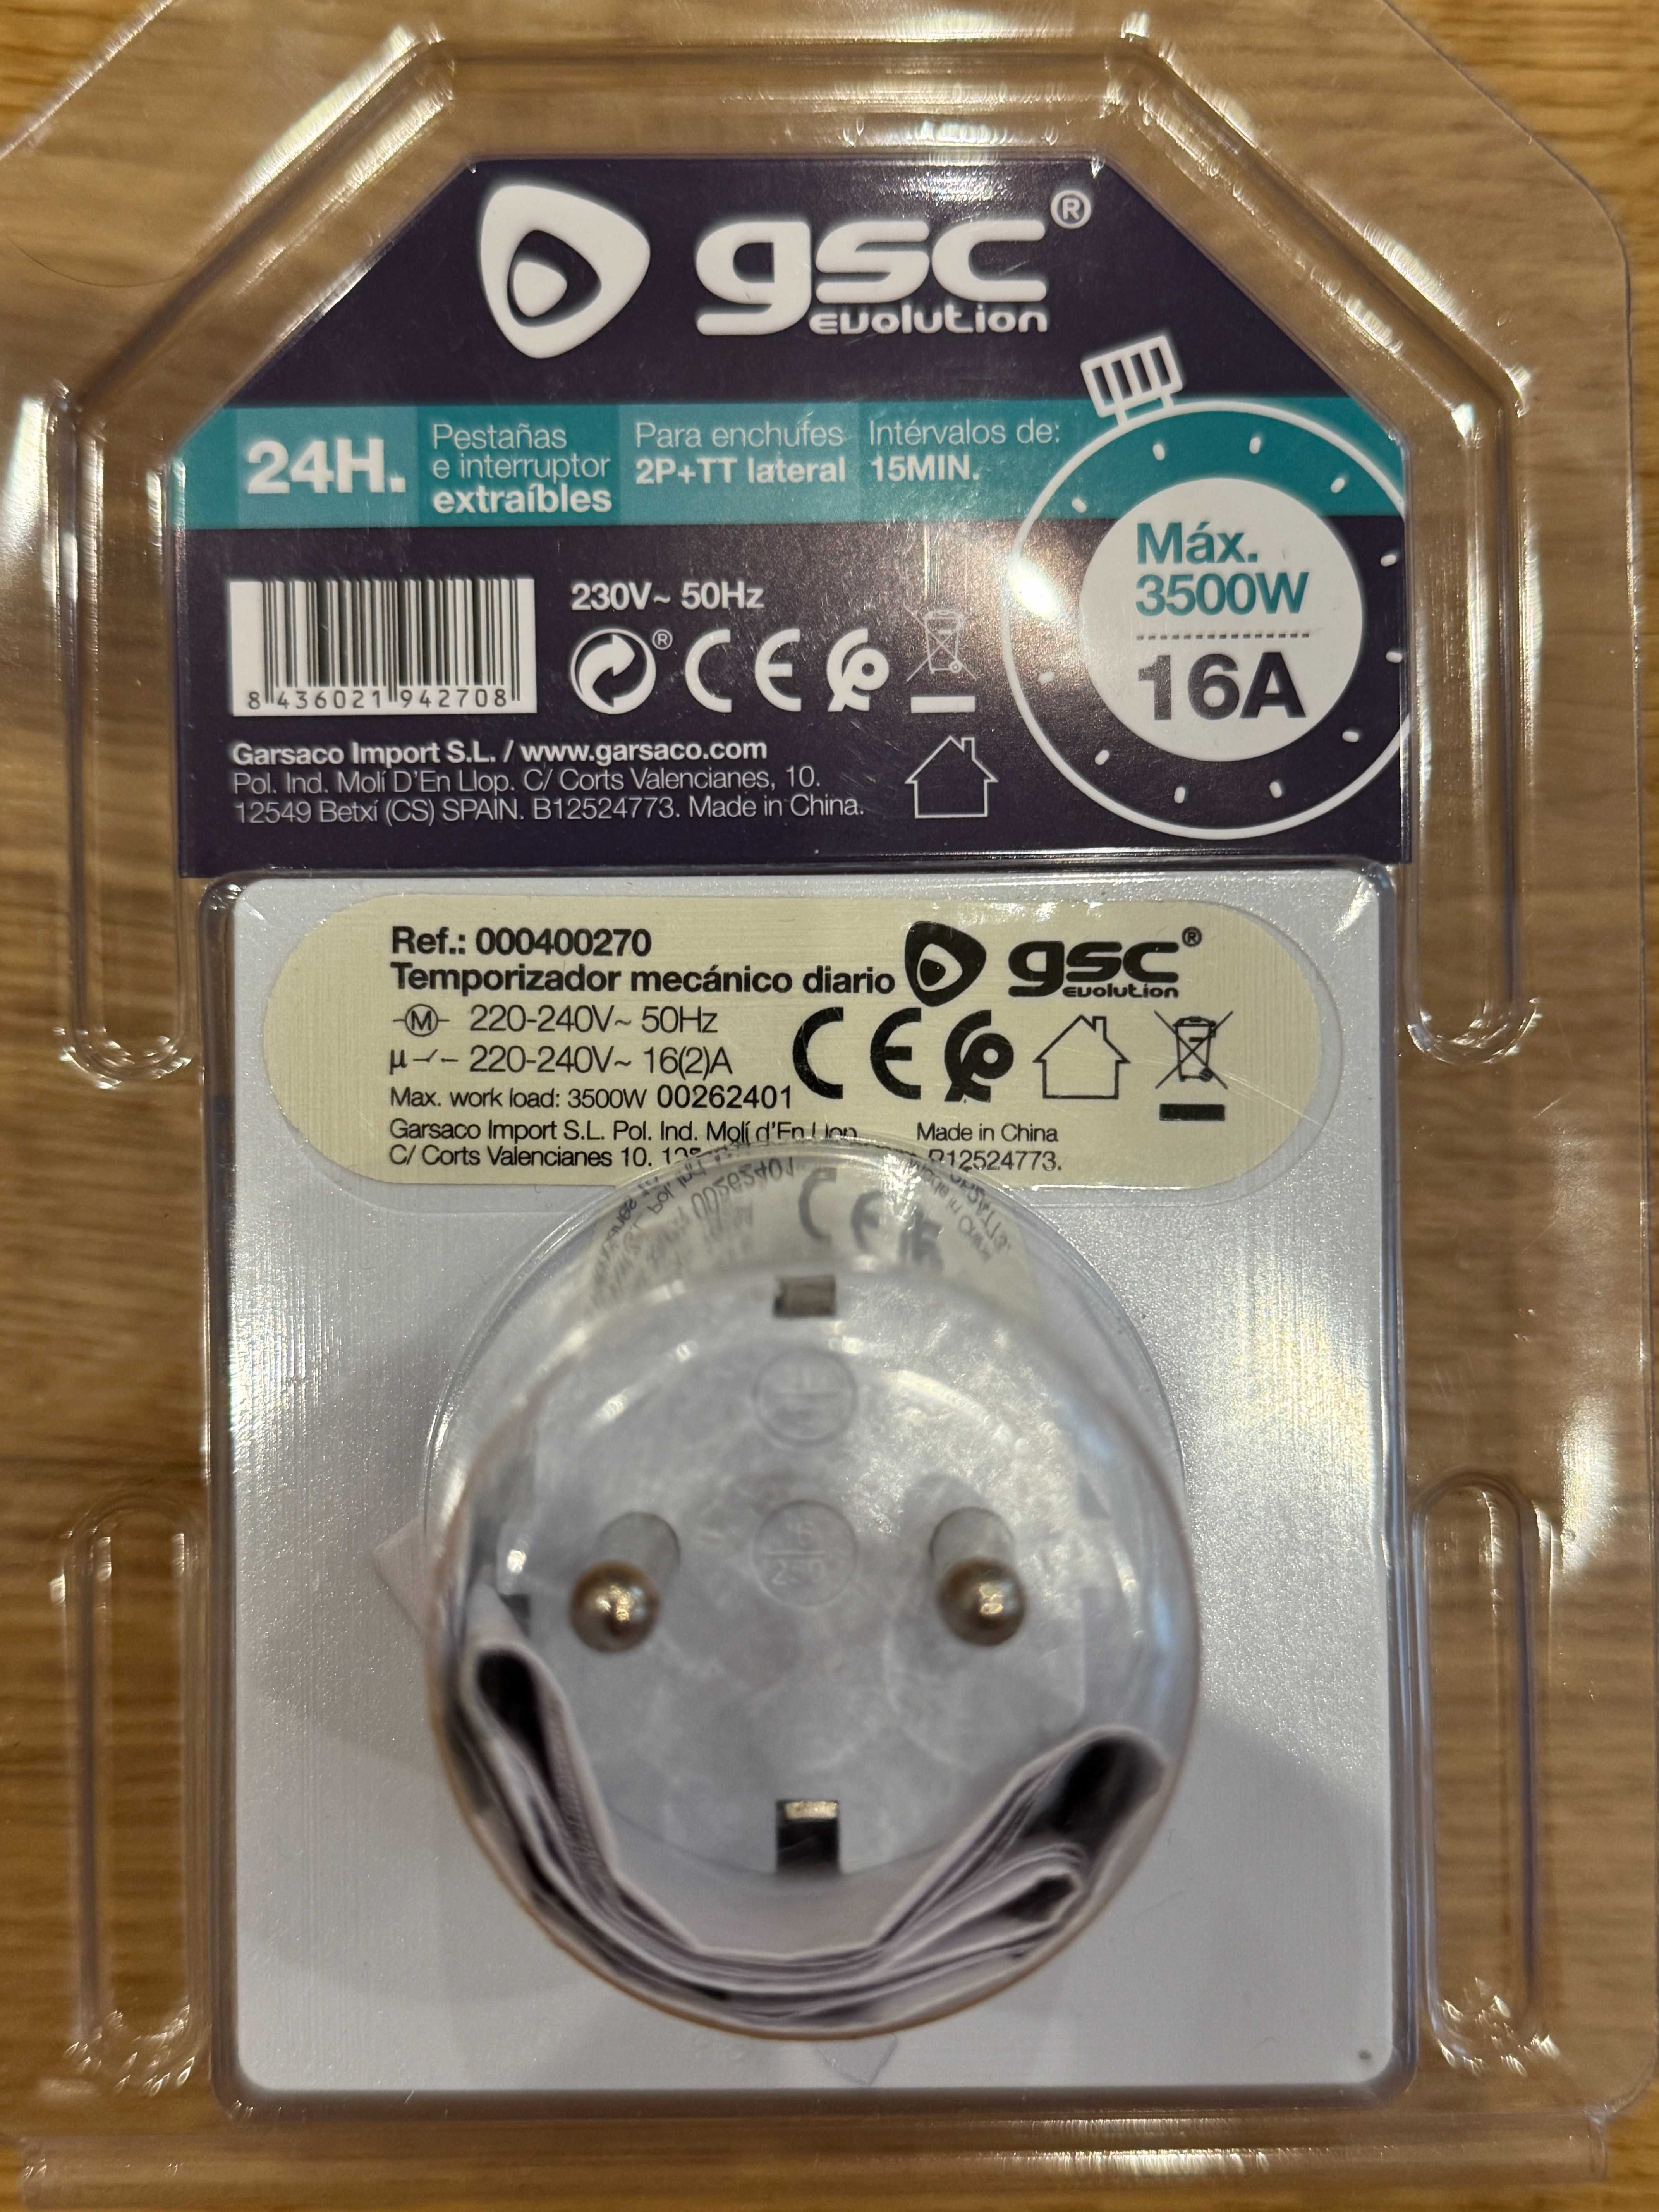 gsc®
evolution
24H.
Pestañas
e interruptor
extraíbles
Para enchufes
2P+TT lateral
Intérvalos de:
15MIN.
Máx.
3500W
16A
230V~ 50Hz
® CE
8 436021 942708
Garsaco Import S.L. / www.garsaco.com
Pol. Ind. Molí D'En Llop. C/ Corts Valencianes, 10.
12549 Betxí (CS) SPAIN. B12524773. Made in China.
Ref.: 000400270
Temporizador mecánico diario
gsc®
evolution
M 220-240V~ 50Hz
µ 220-240V~ 16(2)A
CE
Max. work load: 3500W 00262401
Garsaco Import S.L. Pol. Ind. Molí d'En Llop Made in China
C/ Corts Valencianes 10. B12524773.
16
250